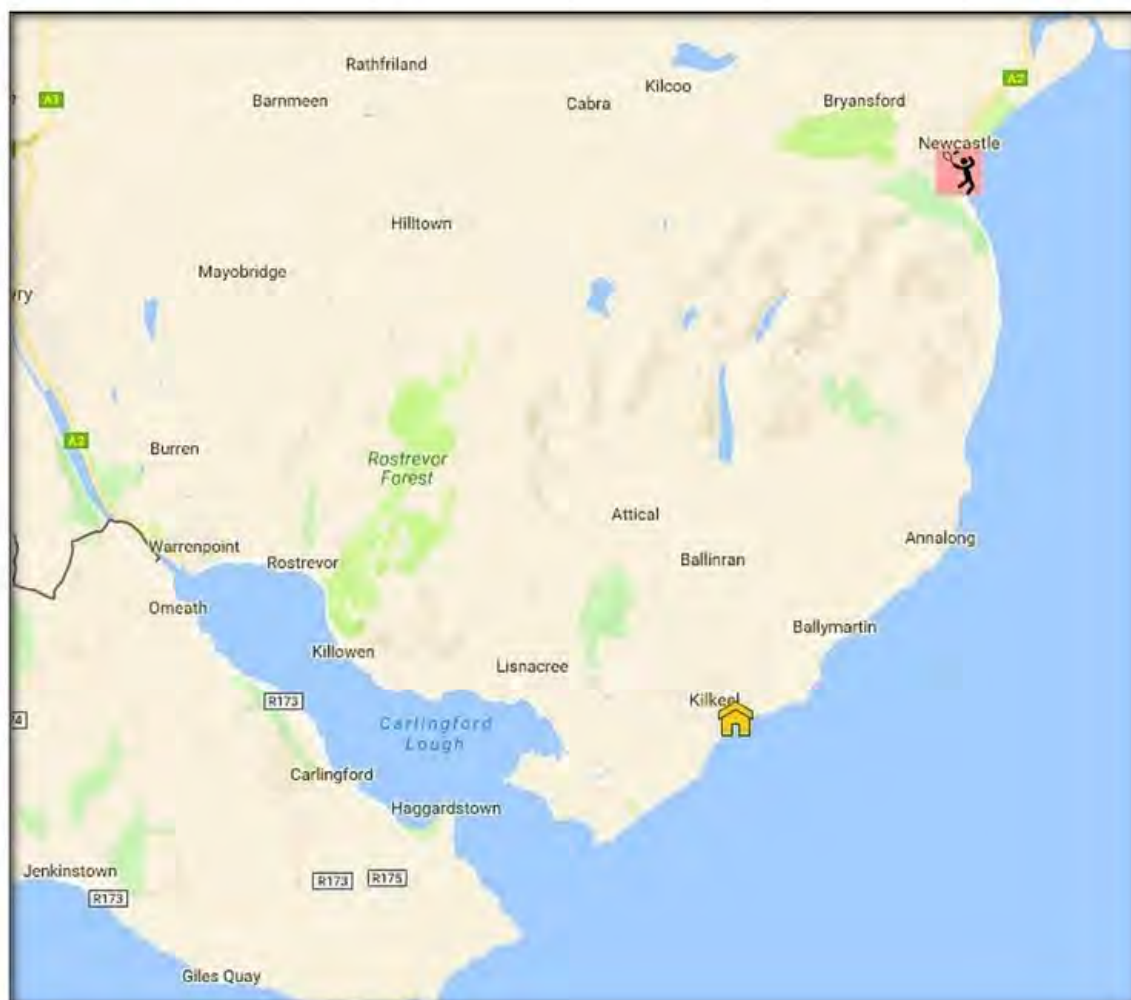 Rathfriland
Kilcoo
A1
Barnmeen
Cabra
Bryansford
A2
Newcastle
Hilltown
Mayobridge
ry
A2
Burren
Rostrevor
Forest
Attical
Annalong
Warrenpoint
Rostrevor
Ballinran
Omeath
Ballymartin
Killowen
Lisnacree
R173
Kilkeel
4
Carlingford
Lough
Carlingford
Haggardstown
Jenkinstown
R173
R175
R173
Giles Quay